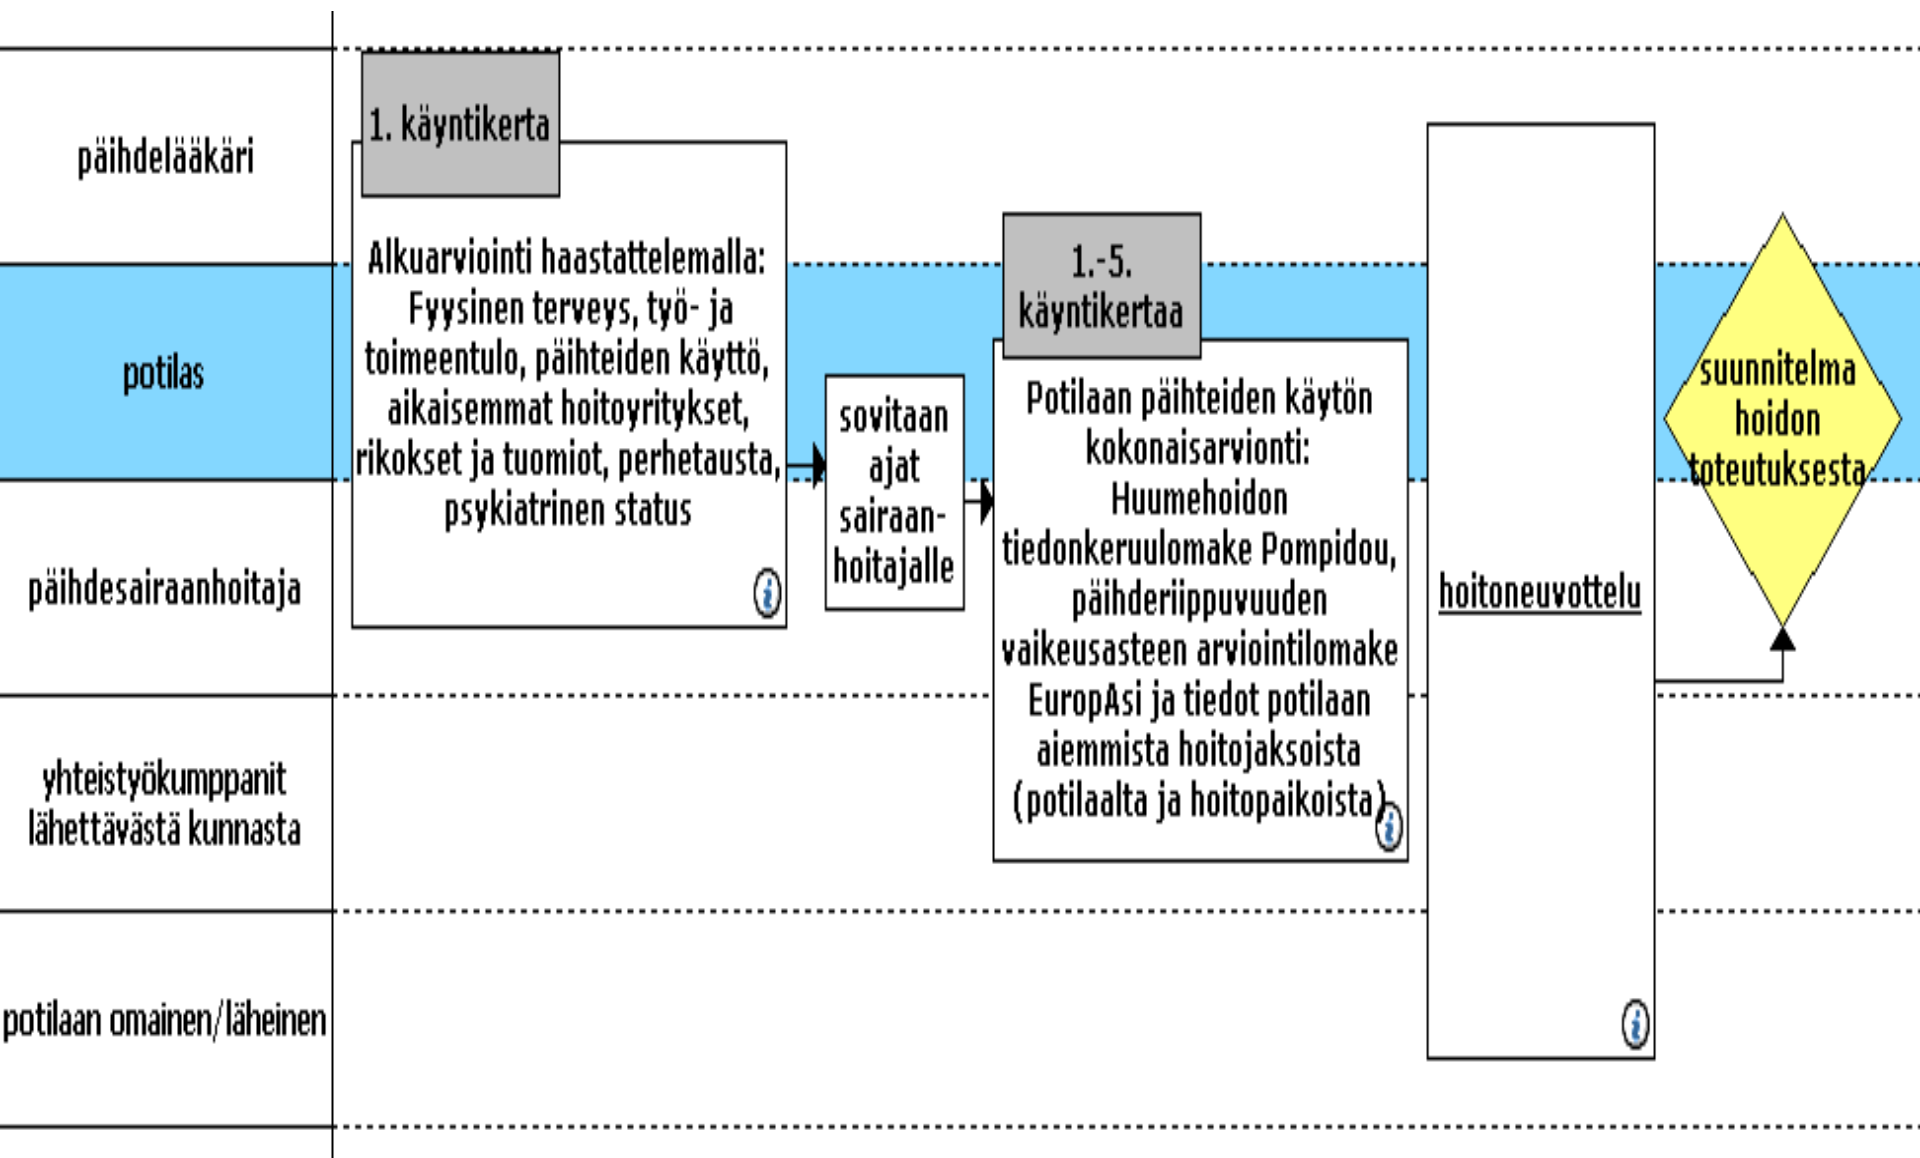 päihdelääkäri
potilas
päihdesairaanhoitaja
yhteistyökumppanit
lähettävästä kunnasta
potilaan omainen/läheinen
1. käyntikerta
Alkuarviointi haastattelemalla:
Fyysinen terveys, työ- ja
toimeentulo, päihteiden käyttö,
aikaisemmat hoitoyritykset,
rikokset ja tuomiot, perhetausta,
psykiatrinen status
sovitaan
ajat
sairaan-
hoitajalle
1.-5.
käyntikertaa
Potilaan päihteiden käytön
kokonaisarvionti:
Huumehoidon
tiedonkeruulomake Pompidou,
päihderiippuvuuden
vaikeusasteen arviointilomake
EuropAsi ja tiedot potilaan
aiemmista hoitojaksoista
(potilaalta ja hoitopaikoista)
hoitoneuvottelu
suunnitelma
hoidon
toteutuksesta